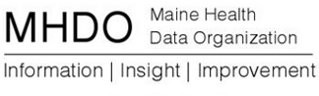 MHDO
Maine Health
Data Organization
Information | Insight | Improvement